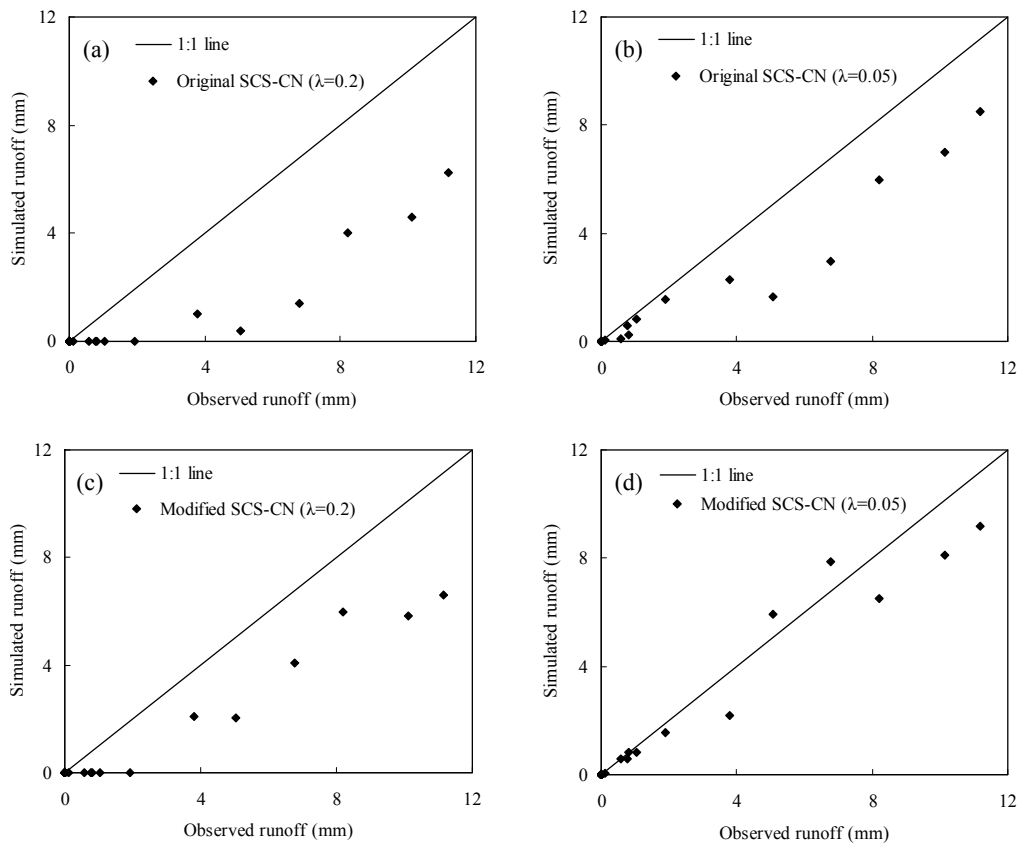 (a)
1:1 line
Original SCS-CN (λ=0.2)
Simulated runoff (mm)
12
8
4
0
0
4
8
12
Observed runoff (mm)
(b)
1:1 line
Original SCS-CN (λ=0.05)
Simulated runoff (mm)
12
8
4
0
0
4
8
12
Observed runoff (mm)
(c)
1:1 line
Modified SCS-CN (λ=0.2)
Simulated runoff (mm)
12
8
4
0
0
4
8
12
Observed runoff (mm)
(d)
1:1 line
Modified SCS-CN (λ=0.05)
Simulated runoff (mm)
12
8
4
0
0
4
8
12
Observed runoff (mm)